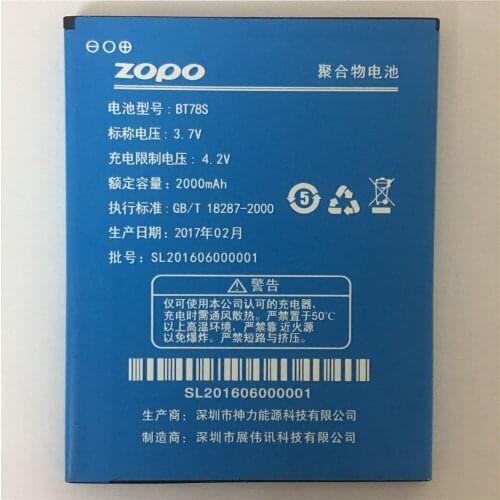 zopo
聚合物电池
电池型号: BT78S
标称电压: 3.7V
充电限制电压: 4.2V
额定容量: 2000mAh
执行标准: GB/T 18287-2000
5
生产日期: 2017年02月
批号: SL201606000001
警告
仅可使用本公司认可的充电器,
充电时需通风散热。严禁置于50℃
以上高温环境，严禁靠 近火源
以免爆炸。严禁短路与挤压。
SL201606000001
生产商：深圳市神力能源科技有限公司
制造商：深圳市展伟讯科技有限公司